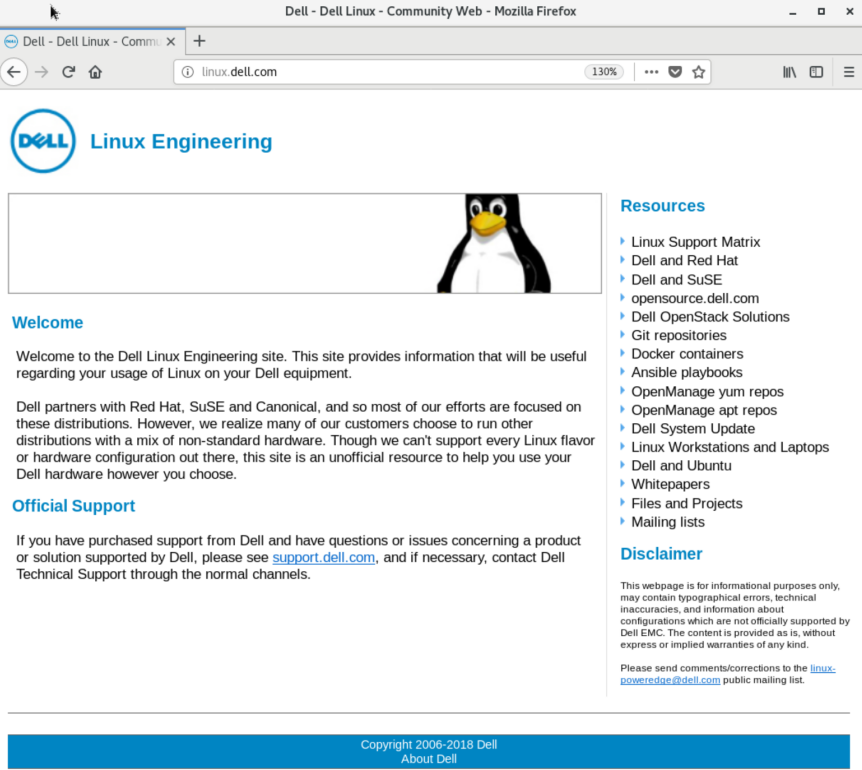 Dell - Dell Linux - Community Web - Mozilla Firefox
Dell - Dell Linux - Commu
linux.dell.com
130%
DELL
Linux Engineering
Welcome
Welcome to the Dell Linux Engineering site. This site provides information that will be useful
regarding your usage of Linux on your Dell equipment.
Dell partners with Red Hat, SuSE and Canonical, and so most of our efforts are focused on
these distributions. However, we realize many of our customers choose to run other
distributions with a mix of non-standard hardware. Though we can't support every Linux flavor
or hardware configuration out there, this site is an unofficial resource to help you use your
Dell hardware however you choose.
Official Support
If you have purchased support from Dell and have questions or issues concerning a product
or solution supported by Dell, please see support.dell.com, and if necessary, contact Dell
Technical Support through the normal channels.
Resources
Linux Support Matrix
Dell and Red Hat
Dell and SuSE
opensource.dell.com
Dell OpenStack Solutions
Git repositories
Docker containers
Ansible playbooks
OpenManage yum repos
OpenManage apt repos
Dell System Update
Linux Workstations and Laptops
Dell and Ubuntu
Whitepapers
Files and Projects
Mailing lists
Disclaimer
This webpage is for informational purposes only,
may contain typographical errors, technical
inaccuracies, and information about
configurations which are not officially supported by
Dell EMC. The content is provided as is, without
express or implied warranties of any kind.
Please send comments/corrections to the linux-
poweredge@dell.com public mailing list.
Copyright 2006-2018 Dell
About Dell